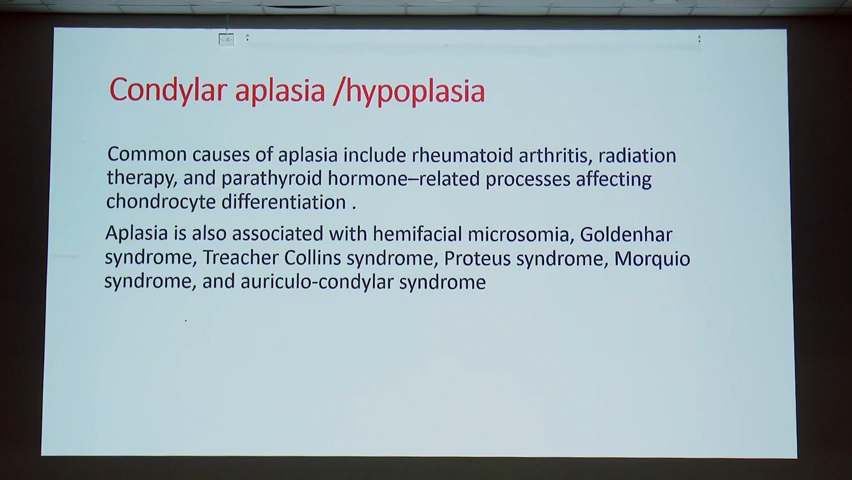 Condylar aplasia /hypoplasia
Common causes of aplasia include rheumatoid arthritis, radiation
therapy, and parathyroid hormone–related processes affecting
chondrocyte differentiation .
Aplasia is also associated with hemifacial microsomia, Goldenhar
syndrome, Treacher Collins syndrome, Proteus syndrome, Morquio
syndrome, and auriculo-condylar syndrome